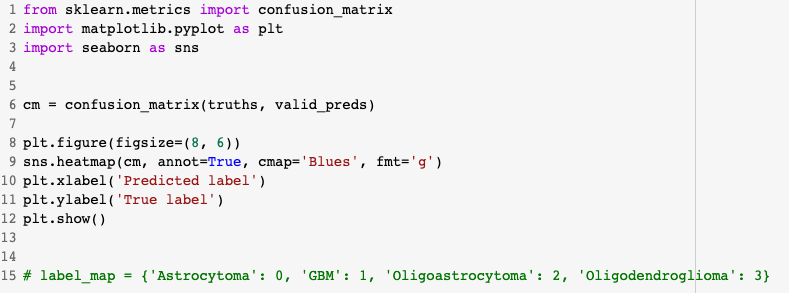 1 from sklearn.metrics import confusion_matrix
2 import matplotlib.pyplot as plt
3 import seaborn as sns
4
5
6 cm = confusion_matrix(truths, valid_preds)
7
8 plt.figure(figsize=(8, 6))
9 sns.heatmap(cm, annot=True, cmap='Blues', fmt='g')
10 plt.xlabel('Predicted label')
11 plt.ylabel('True label')
12 plt.show()
13
14
15 # label_map = {'Astrocytoma': 0, 'GBM': 1, 'Oligoastrocytoma': 2, 'Oligodendroglioma': 3}